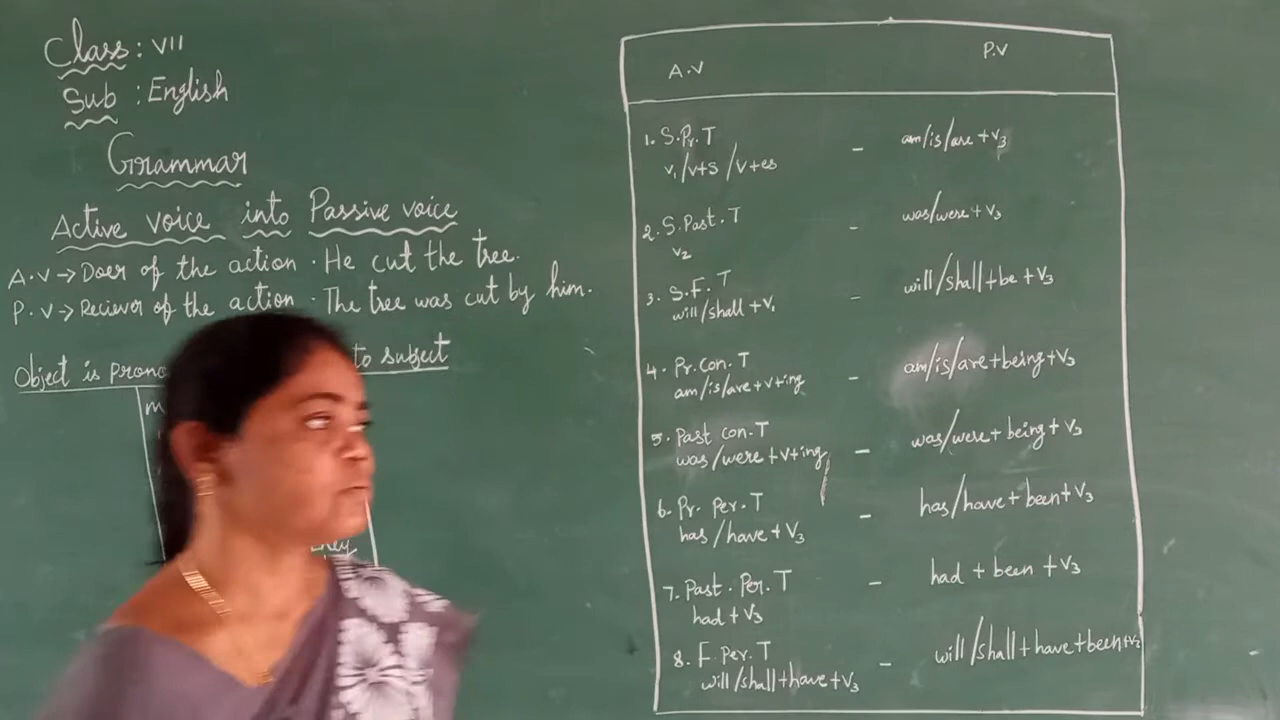 Class : VII
Sub : English
Grammar
Active voice into Passive voice
A.V → Doer of the action . He cut the tree.
P.V → Reciever of the action . The tree was cut by him.
Object is to subject
they
A.V P.V
1. S.Pr.T - am/is/are + V3
V1/V+S /V+es
2. S.Past.T - was/were + V3
V2
3. S.F.T - will/shall + be + V3
will/shall + V1
4. Pr.Con.T - am/is/are+being+V3
am/is/are+v+ing
5. Past con.T - was/were+being+V3
was/were+v+ing
6. Pr. Per.T - has/have+been+V3
has/have + V3
7. Past.Per.T - had + been + V3
had + V3
8. F.Per.T - will/shall+have+been+V3
will/shall+have+V3